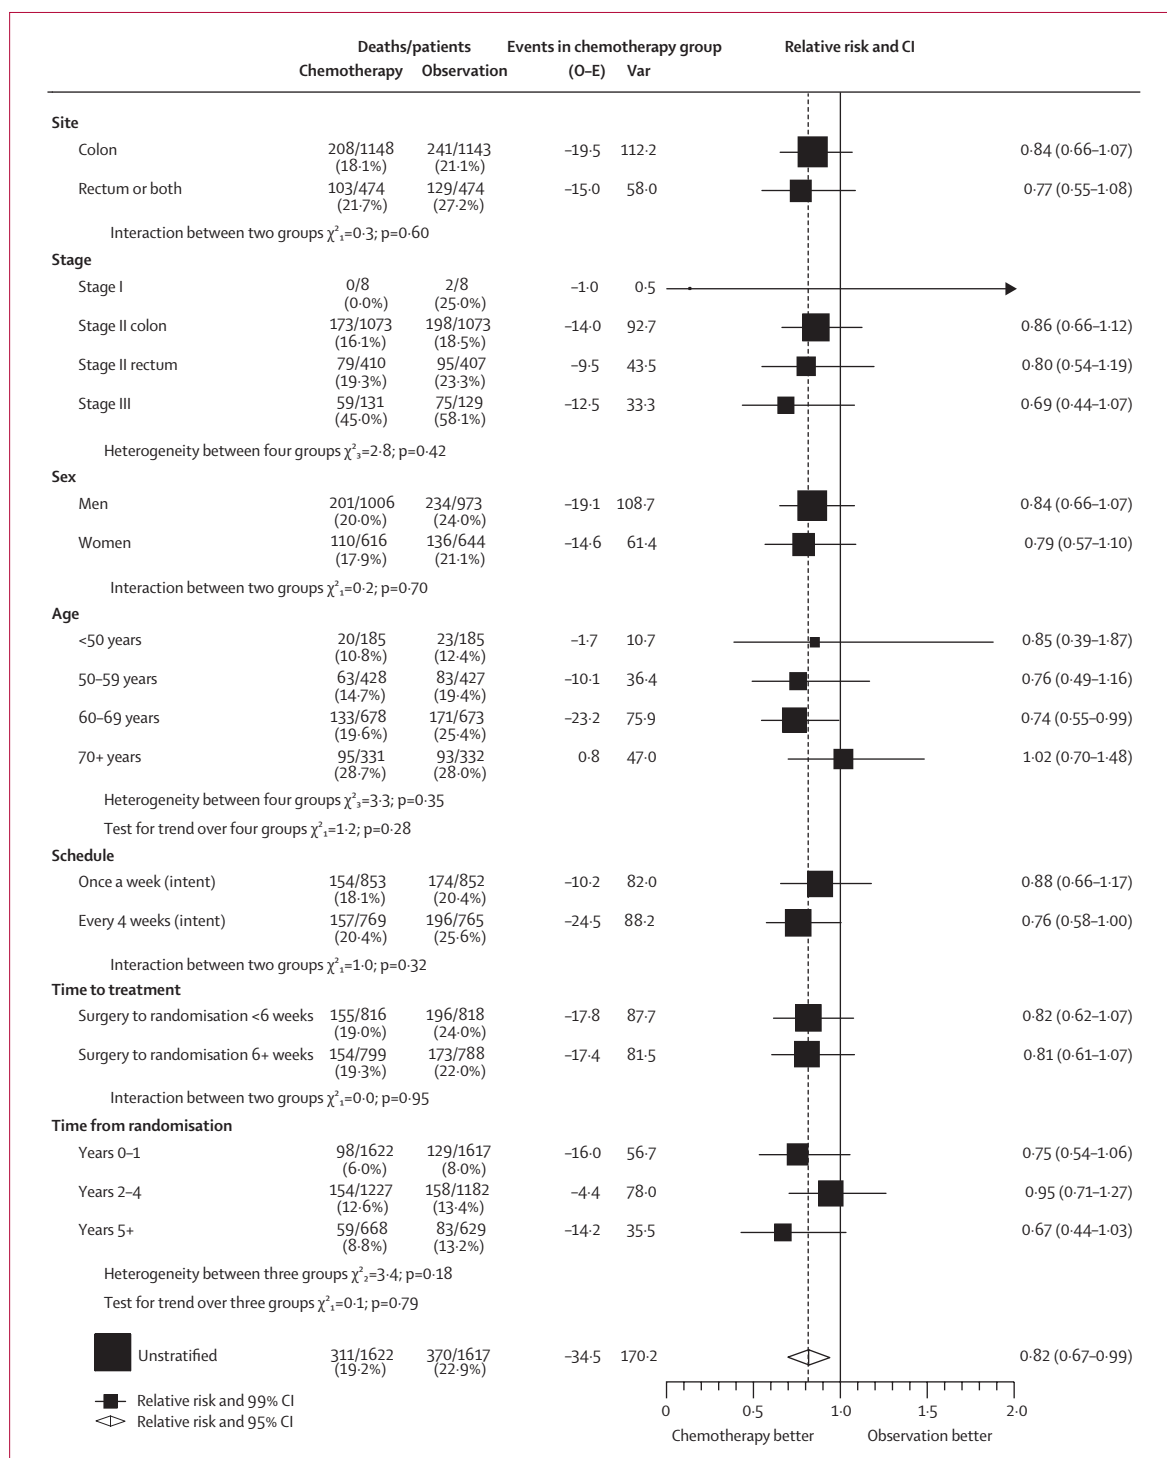 Deaths/patients Events in chemotherapy group Relative risk and CI
Chemotherapy Observation (O–E) Var
Site
Colon 208/1148 241/1143 –19·5 112·2 0·84 (0·66–1·07)
(18·1%) (21·1%)
Rectum or both 103/474 129/474 –15·0 58·0 0·77 (0·55–1·08)
(21·7%) (27·2%)
Interaction between two groups χ²₁=0·3; p=0·60
Stage
Stage I 0/8 2/8 –1·0 0·5
(0·0%) (25·0%)
Stage II colon 173/1073 198/1073 –14·0 92·7 0·86 (0·66–1·12)
(16·1%) (18·5%)
Stage II rectum 79/410 95/407 –9·5 43·5 0·80 (0·54–1·19)
(19·3%) (23·3%)
Stage III 59/131 75/129 –12·5 33·3 0·69 (0·44–1·07)
(45·0%) (58·1%)
Heterogeneity between four groups χ²₃=2·8; p=0·42
Sex
Men 201/1006 234/973 –19·1 108·7 0·84 (0·66–1·07)
(20·0%) (24·0%)
Women 110/616 136/644 –14·6 61·4 0·79 (0·57–1·10)
(17·9%) (21·1%)
Interaction between two groups χ²₁=0·2; p=0·70
Age
<50 years 20/185 23/185 –1·7 10·7 0·85 (0·39–1·87)
(10·8%) (12·4%)
50–59 years 63/428 83/427 –10·1 36·4 0·76 (0·49–1·16)
(14·7%) (19·4%)
60–69 years 133/678 171/673 –23·2 75·9 0·74 (0·55–0·99)
(19·6%) (25·4%)
70+ years 95/331 93/332 0·8 47·0 1·02 (0·70–1·48)
(28·7%) (28·0%)
Heterogeneity between four groups χ²₃=3·3; p=0·35
Test for trend over four groups χ²₁=1·2; p=0·28
Schedule
Once a week (intent) 154/853 174/852 –10·2 82·0 0·88 (0·66–1·17)
(18·1%) (20·4%)
Every 4 weeks (intent) 157/769 196/765 –24·5 88·2 0·76 (0·58–1·00)
(20·4%) (25·6%)
Interaction between two groups χ²₁=1·0; p=0·32
Time to treatment
Surgery to randomisation <6 weeks 155/816 196/818 –17·8 87·7 0·82 (0·62–1·07)
(19·0%) (24·0%)
Surgery to randomisation 6+ weeks 154/799 173/788 –17·4 81·5 0·81 (0·61–1·07)
(19·3%) (22·0%)
Interaction between two groups χ²₁=0·0; p=0·95
Time from randomisation
Years 0–1 98/1622 129/1617 –16·0 56·7 0·75 (0·54–1·06)
(6·0%) (8·0%)
Years 2–4 154/1227 158/1182 –4·4 78·0 0·95 (0·71–1·27)
(12·6%) (13·4%)
Years 5+ 59/668 83/629 –14·2 35·5 0·67 (0·44–1·03)
(8·8%) (13·2%)
Heterogeneity between three groups χ²₂=3·4; p=0·18
Test for trend over three groups χ²₁=0·1; p=0·79
Unstratified 311/1622 370/1617 –34·5 170·2 0·82 (0·67–0·99)
(19·2%) (22·9%)
Relative risk and 99% CI
Relative risk and 95% CI
0 0·5 1·0 1·5 2·0
Chemotherapy better Observation better